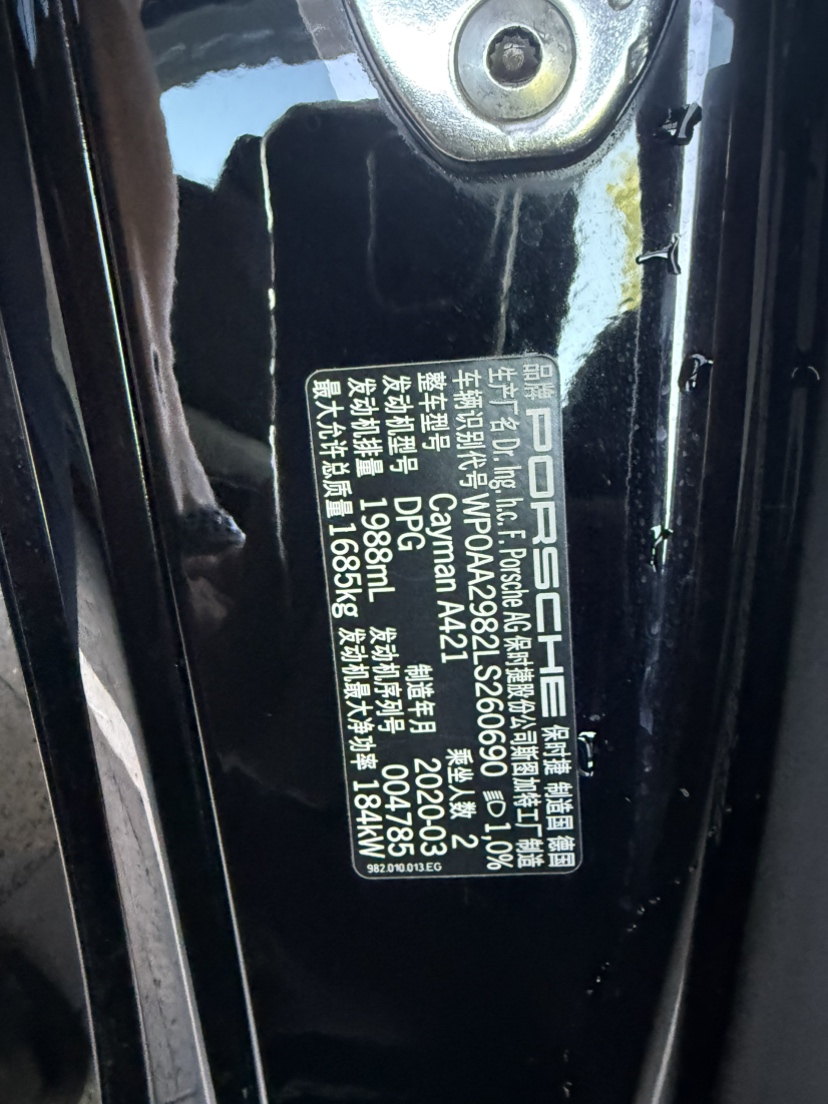 品牌 PORSCHE 保时捷 制造国 德国
生产厂名 Dr. Ing. h.c. F. Porsche AG 保时捷股份公司斯图加特工厂制造
车辆识别代号 WP0AA2982LS260690 1,0%
整车型号 Cayman A421 乘坐人数 2
发动机型号 DPG 制造年月 2020-03
发动机排量 1988mL 发动机序列号 004785
最大允许总质量 1685kg 发动机最大净功率 184kW
982.010.013.EG